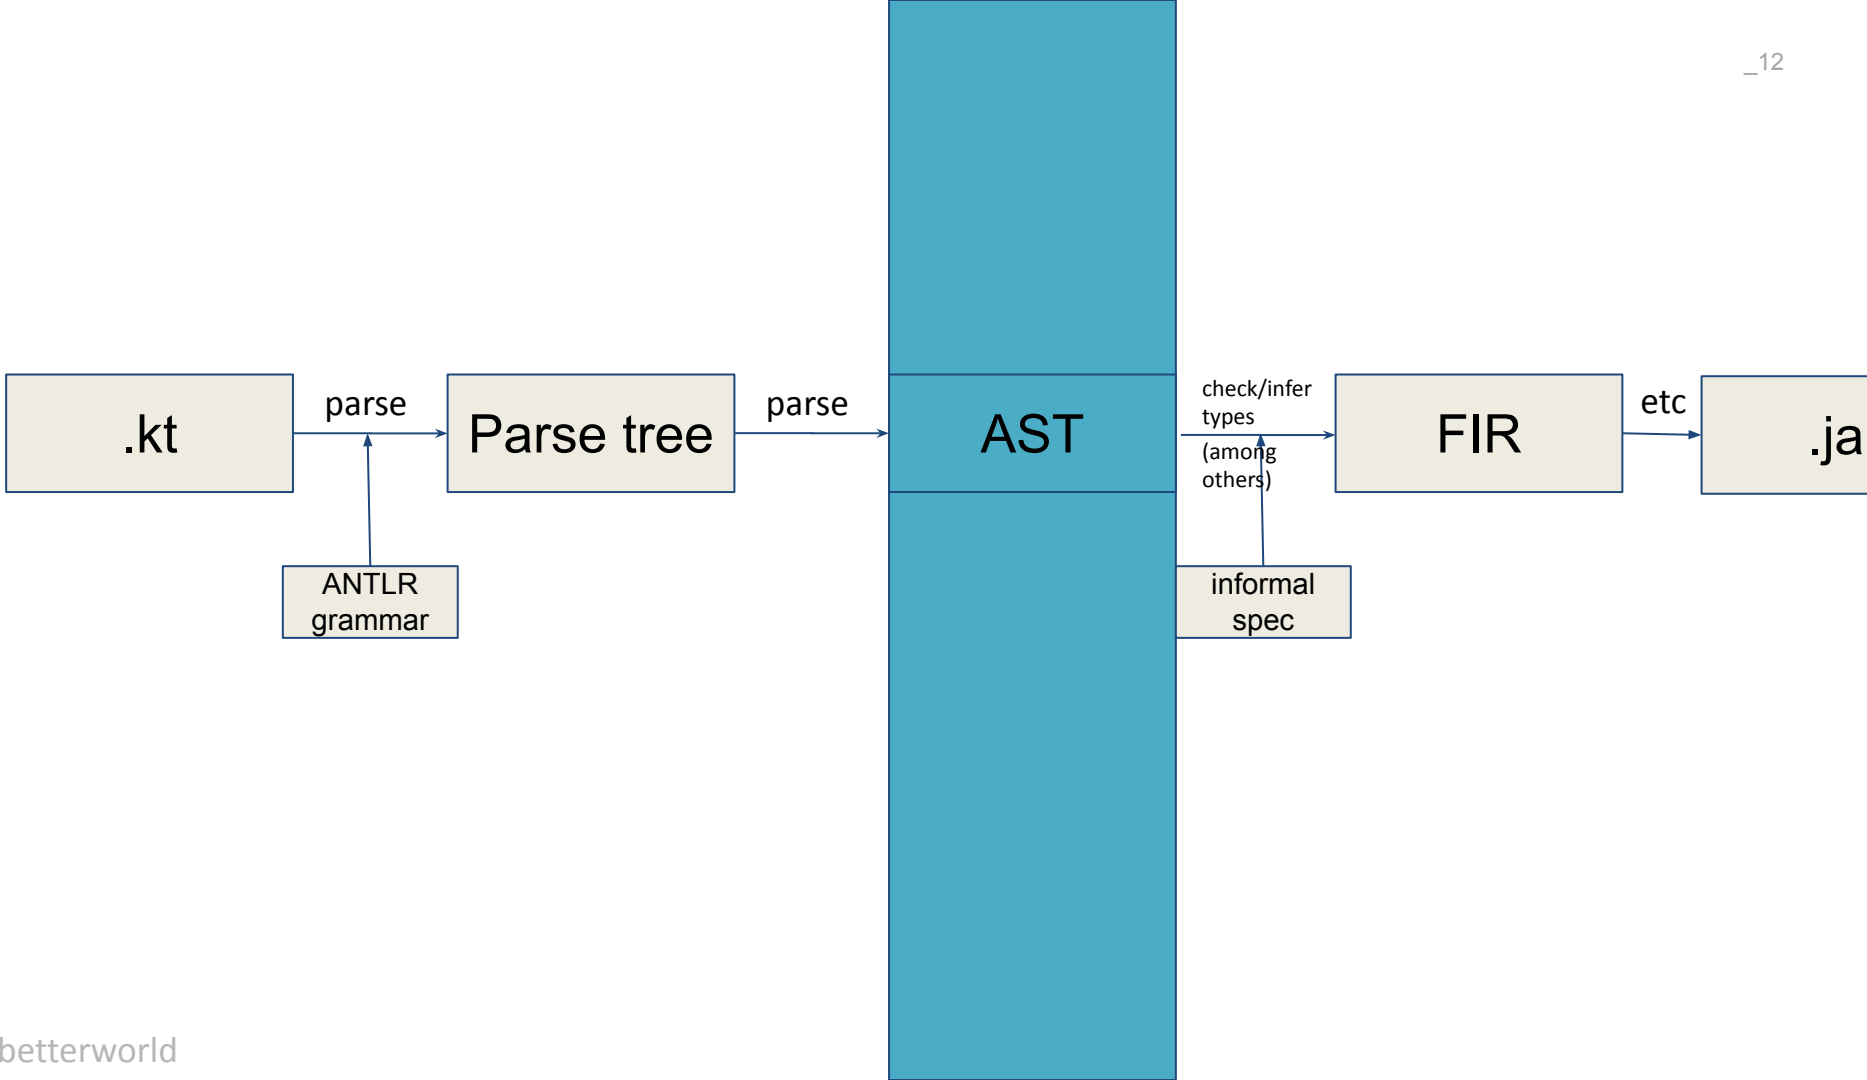 _12
.kt
parse
Parse tree
parse
AST
check/infer
types
(among
others)
FIR
etc
.ja
ANTLR
grammar
informal
spec
betterworld